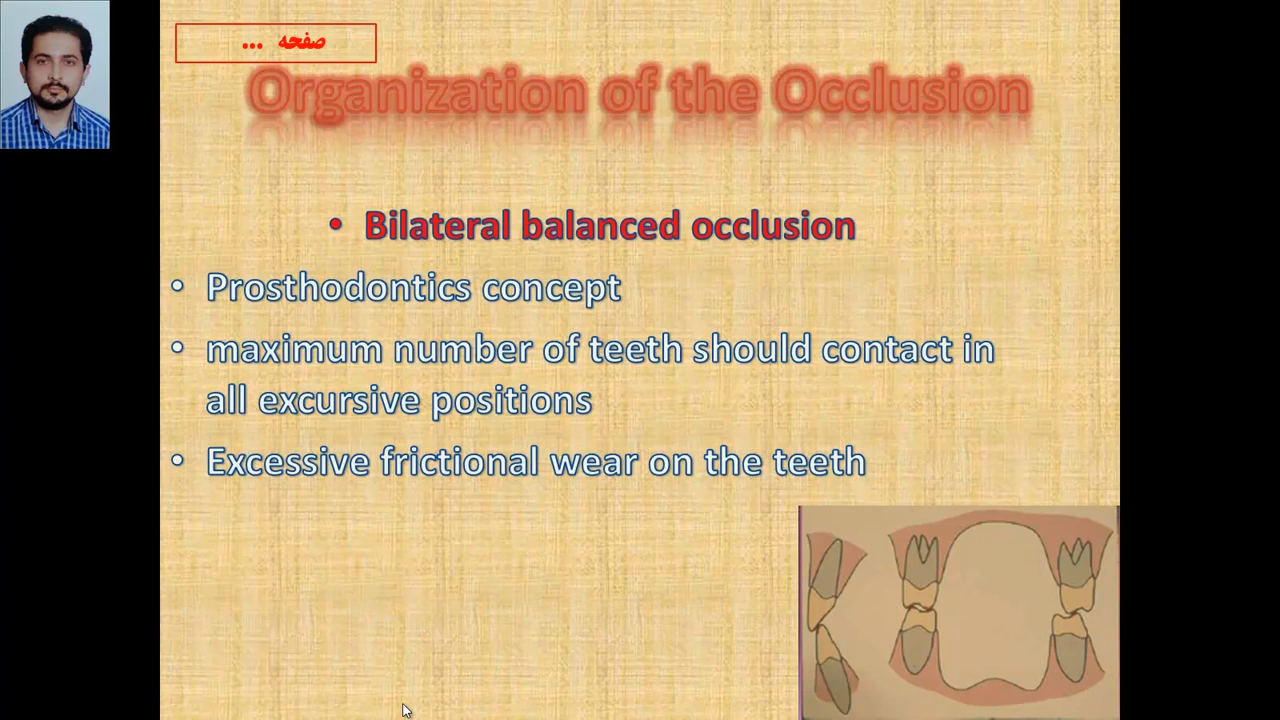 صفحه ...
Organization of the Occlusion
• Bilateral balanced occlusion
• Prosthodontics concept
• maximum number of teeth should contact in
all excursive positions
• Excessive frictional wear on the teeth